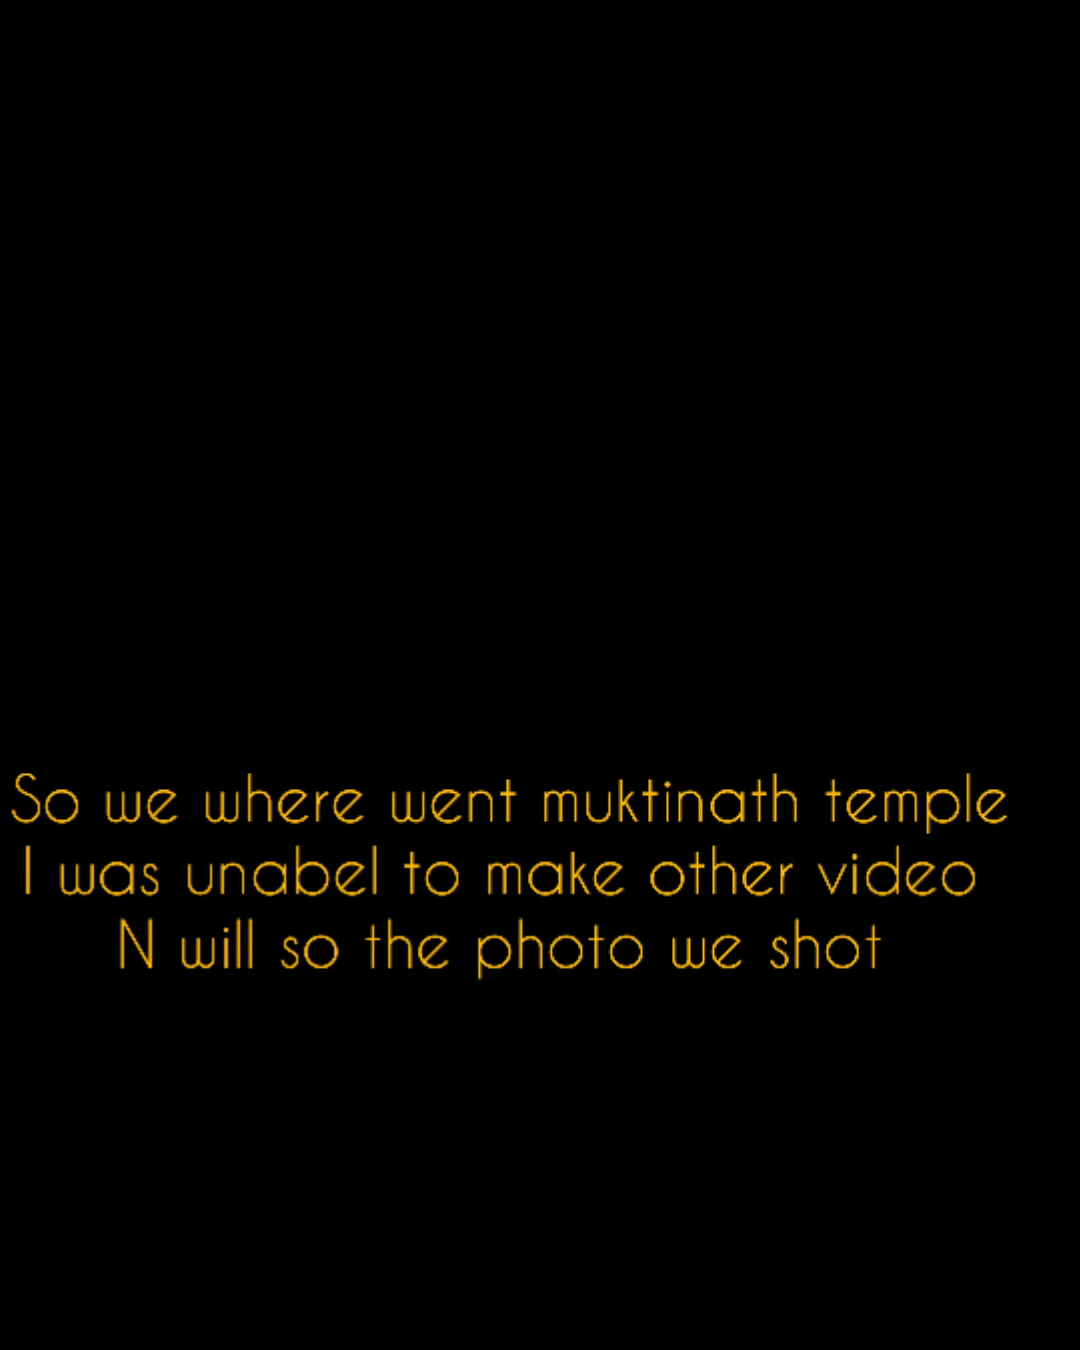 So we where went muktinath temple
I was unabel to make other video
N will so the photo we shot